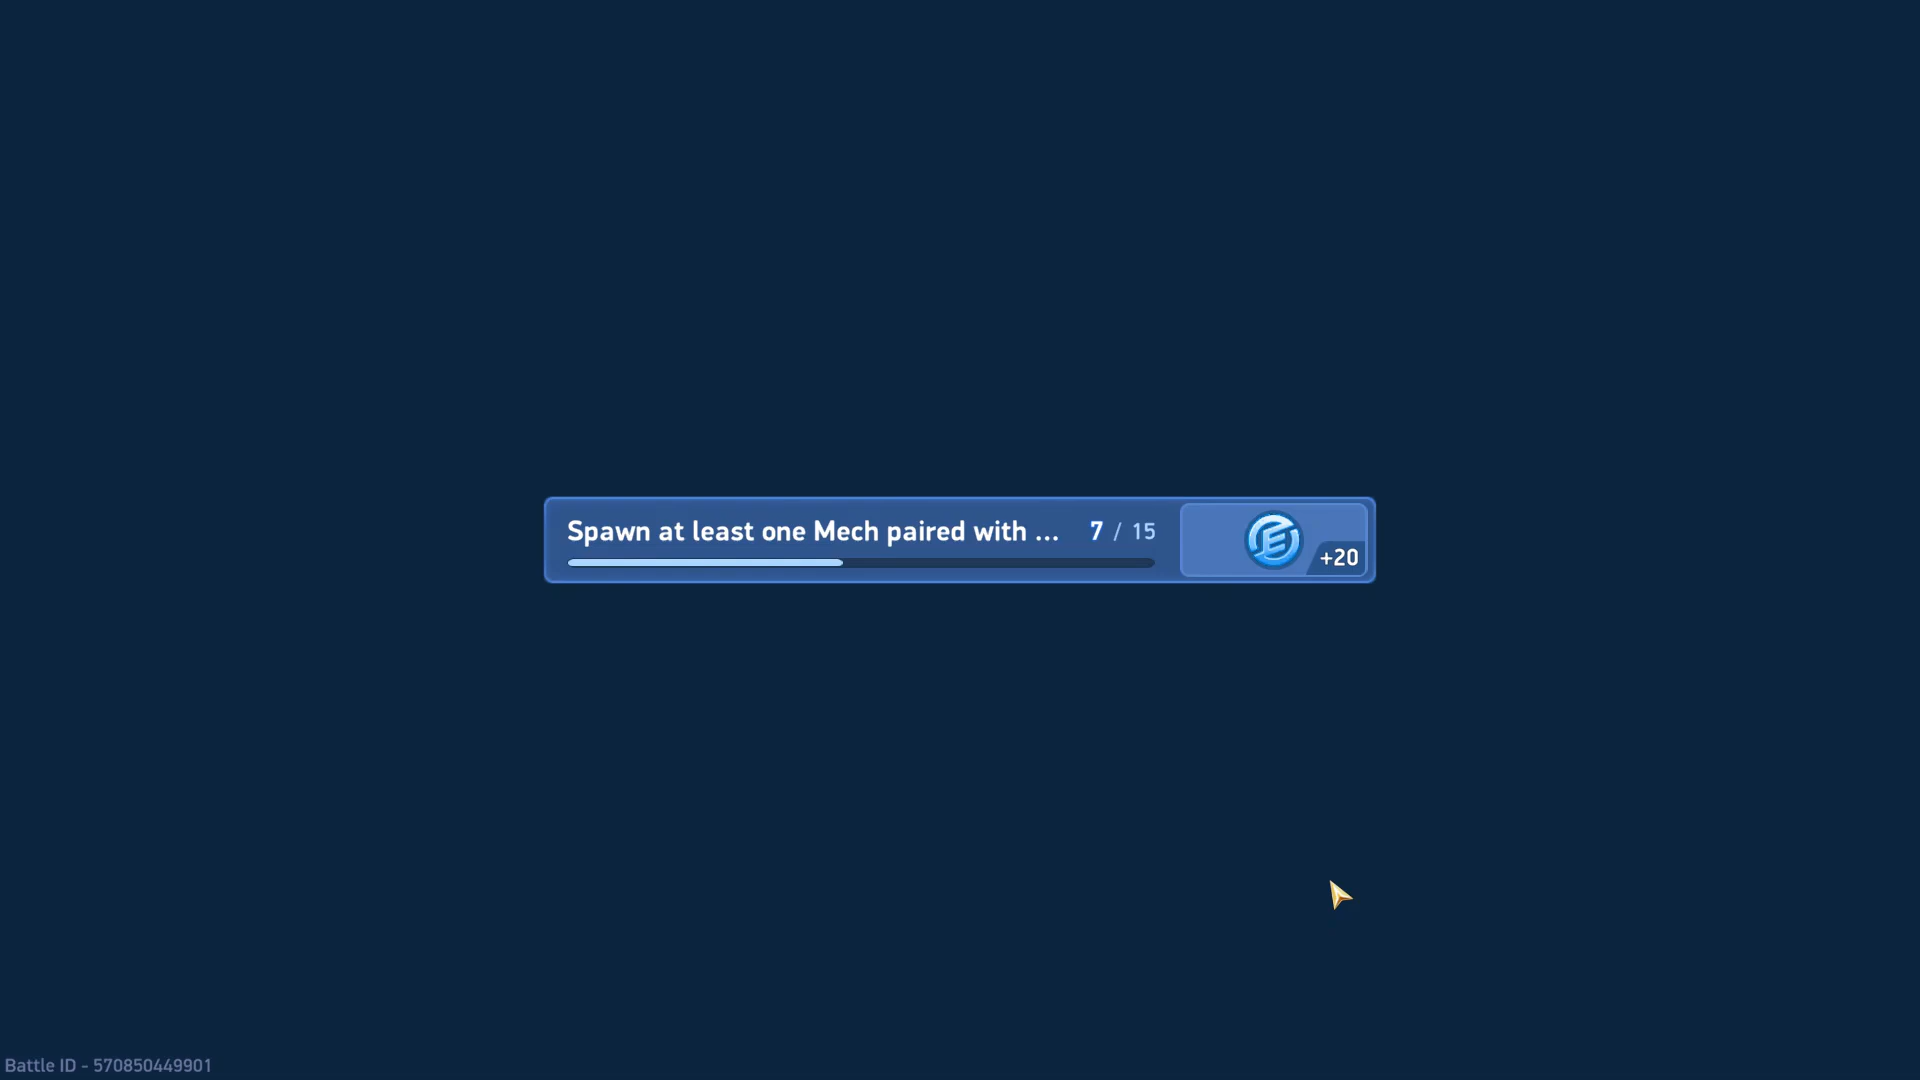 Spawn at least one Mech paired with ... 7 / 15
+20
Battle ID - 570850449901